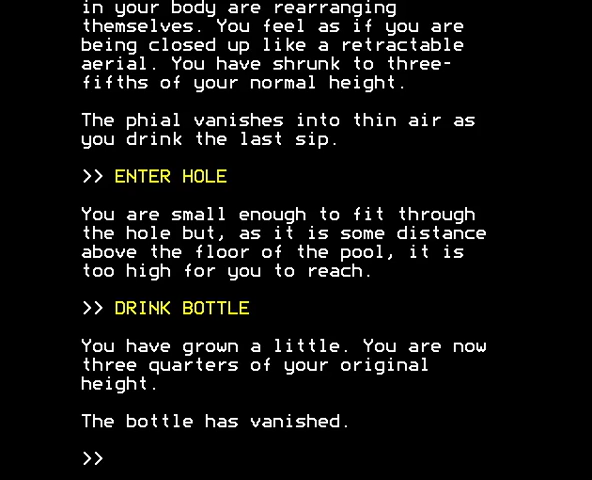 in your body are rearranging
themselves. You feel as if you are
being closed up like a retractable
aerial. You have shrunk to three-
fifths of your normal height.
The phial vanishes into thin air as
you drink the last sip.
>> ENTER HOLE
You are small enough to fit through
the hole but, as it is some distance
above the floor of the pool, it is
too high for you to reach.
>> DRINK BOTTLE
You have grown a little. You are now
three quarters of your original
height.
The bottle has vanished.
>>